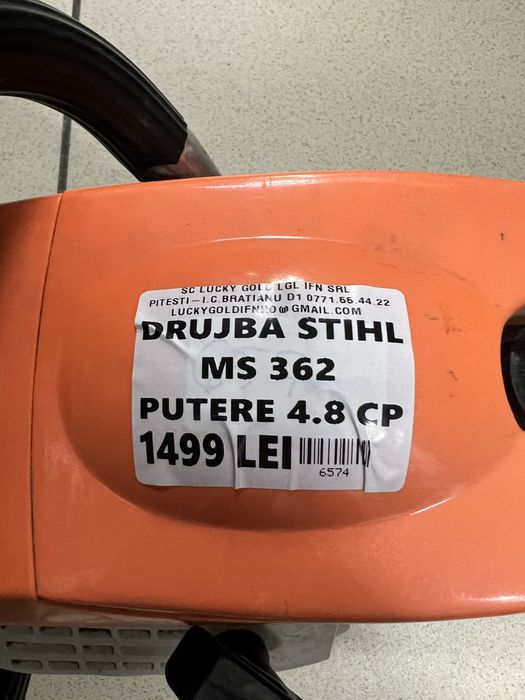 SC LUCKY GOLD LGL IFN SRL
PITESTI – I.C.BRATIANU D1 0771.66.44.22
LUCKYGOLDIFNRO@GMAIL.COM
DRUJBA STIHL
MS 362
PUTERE 4.8 CP
1499 LEI
6574